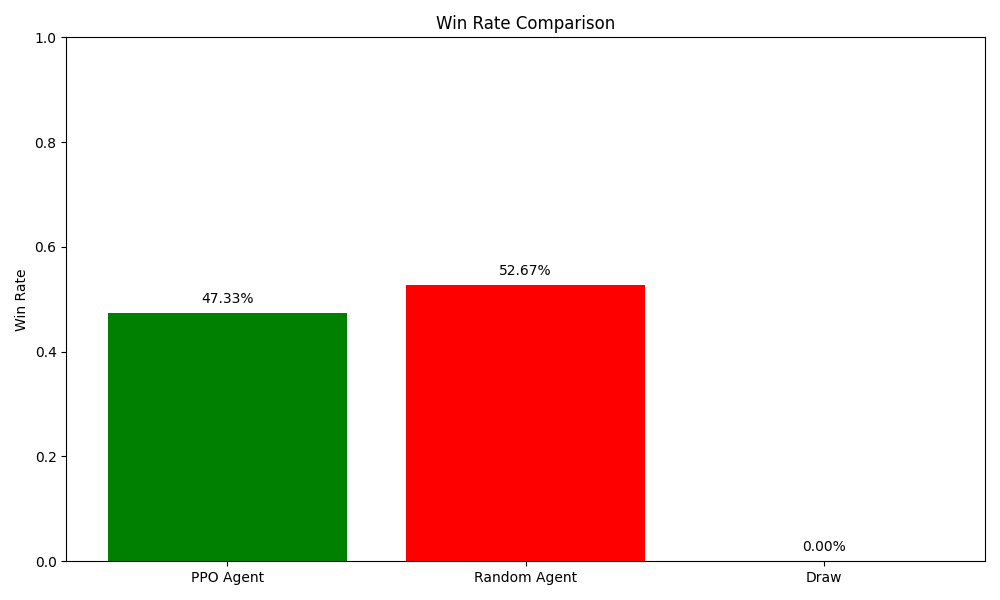 Win Rate Comparison
1.0
0.8
0.6
0.4
0.2
0.0
Win Rate
47.33%
52.67%
0.00%
PPO Agent
Random Agent
Draw